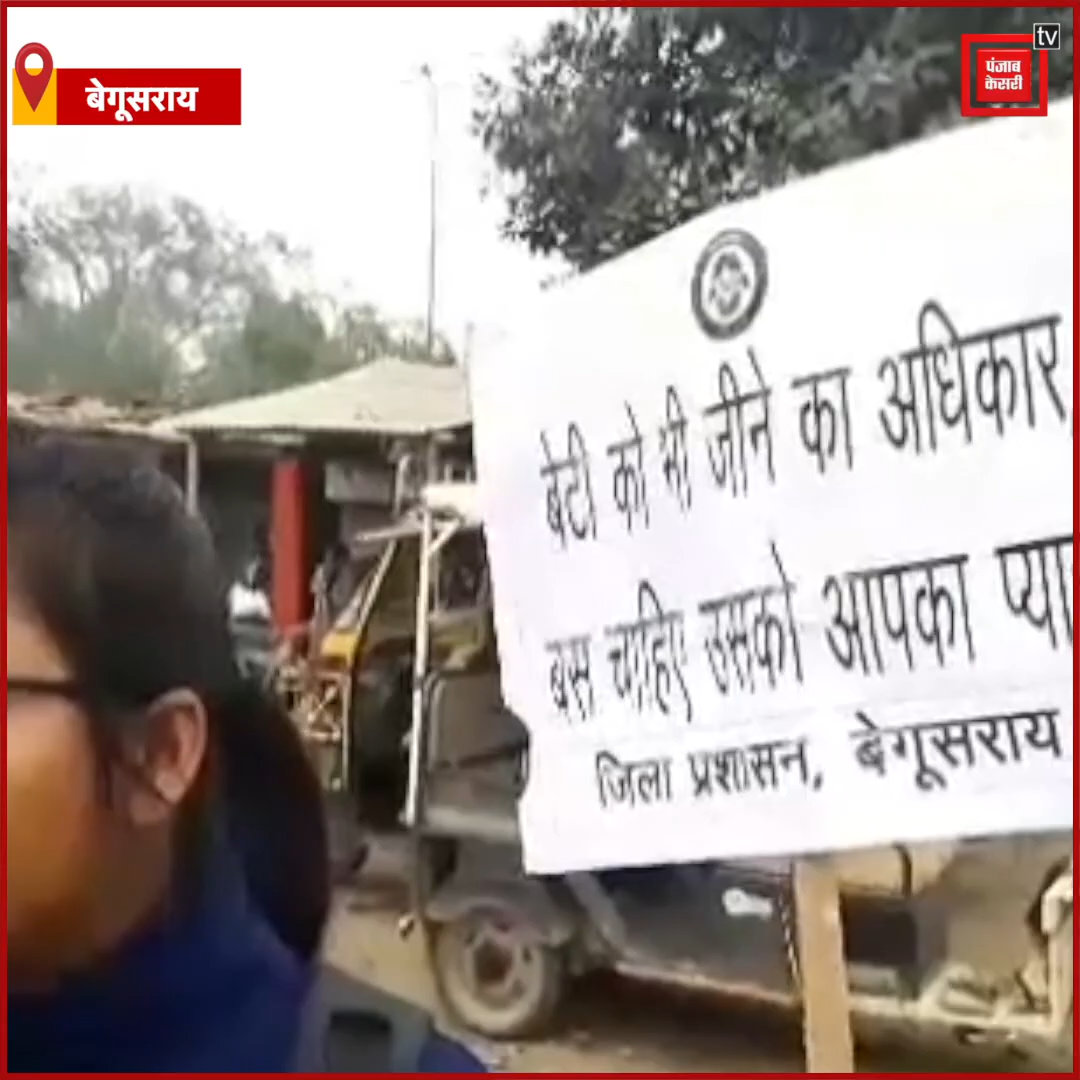 बेगूसराय
tv
पंजाब
केसरी
बेटी को भी जीने का अधिकार,
बस चाहिए उसको आपका
जिला प्रशासन, बेगूसराय